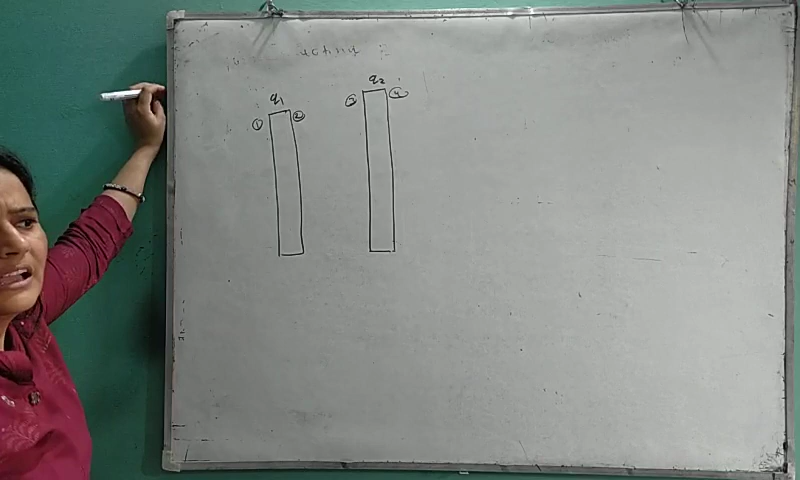 q₁ q₂
① ② ③ ④